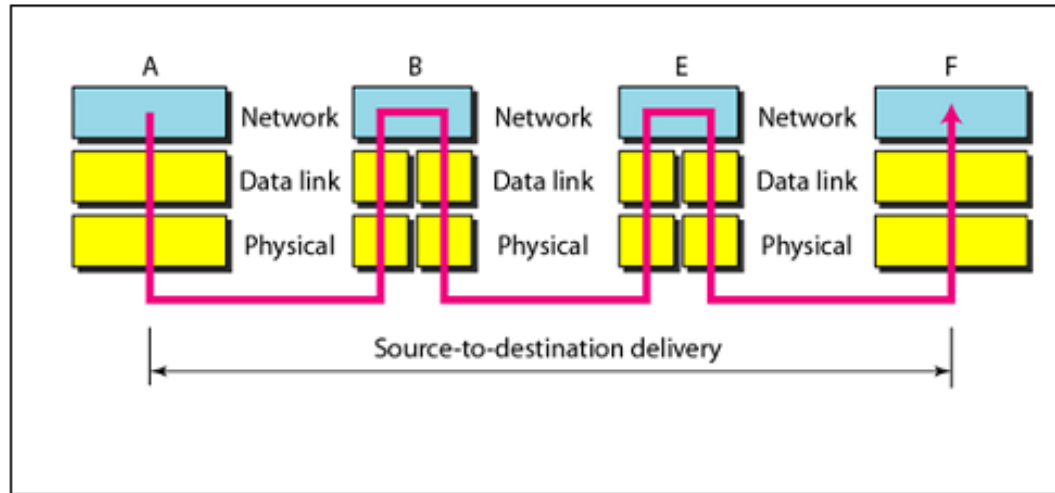 A B E F
Network Network Network
Data link Data link Data link
Physical Physical Physical
Source-to-destination delivery